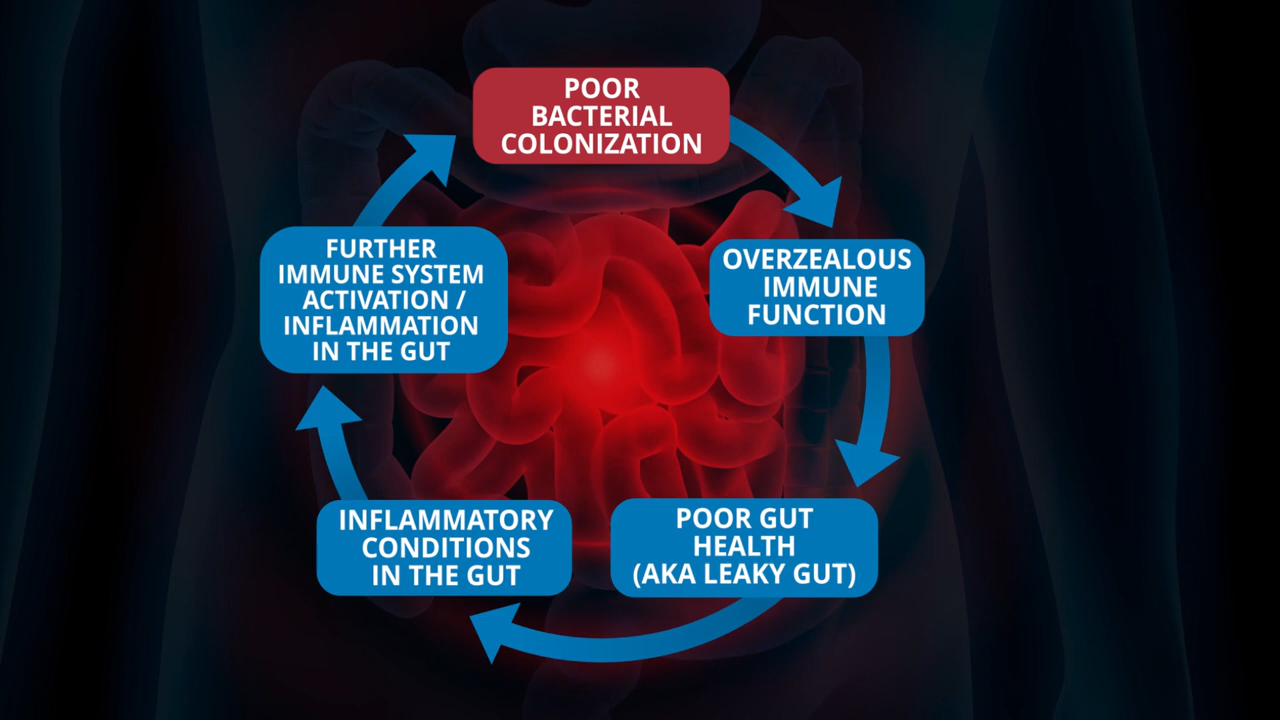 POOR
BACTERIAL
COLONIZATION
OVERZEALOUS
IMMUNE
FUNCTION
POOR GUT
HEALTH
(AKA LEAKY GUT)
INFLAMMATORY
CONDITIONS
IN THE GUT
FURTHER
IMMUNE SYSTEM
ACTIVATION /
INFLAMMATION
IN THE GUT